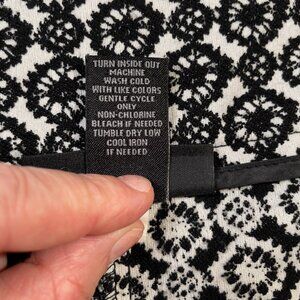 TURN INSIDE OUT
MACHINE
WASH COLD
WITH LIKE COLORS
GENTLE CYCLE
ONLY
NON-CHLORINE
BLEACH IF NEEDED
TUMBLE DRY LOW
COOL IRON
IF NEEDED